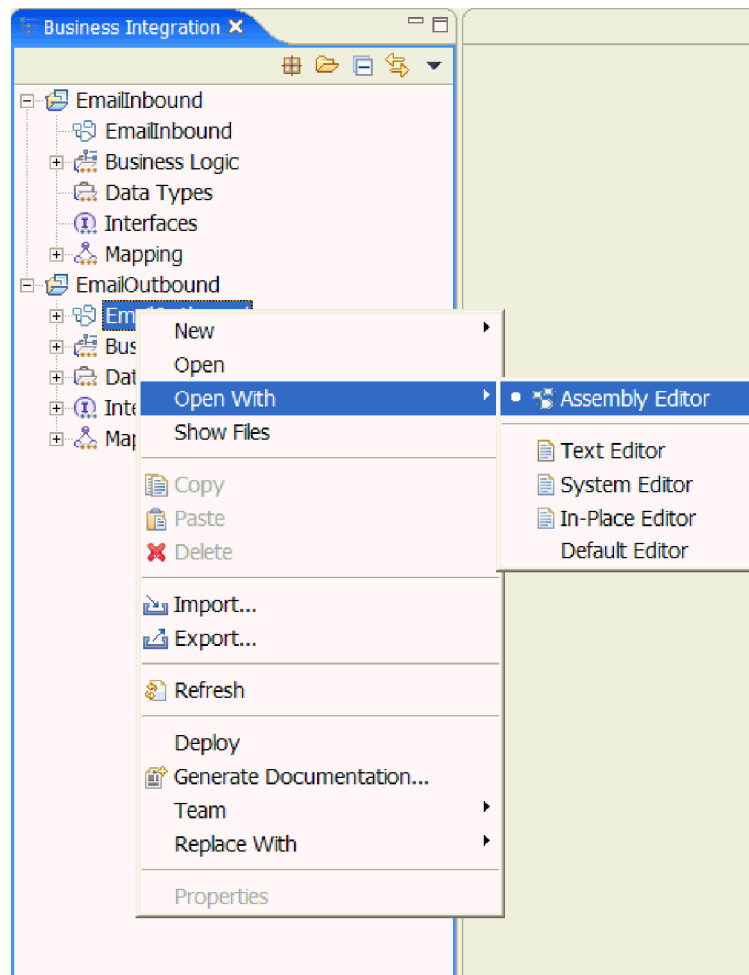 Business Integration
EmailInbound
EmailInbound
Business Logic
Data Types
Interfaces
Mapping
EmailOutbound
New
Open
Open With
Show Files
Copy
Paste
Delete
Import...
Export...
Refresh
Deploy
Generate Documentation...
Team
Replace With
Properties
Assembly Editor
Text Editor
System Editor
In-Place Editor
Default Editor